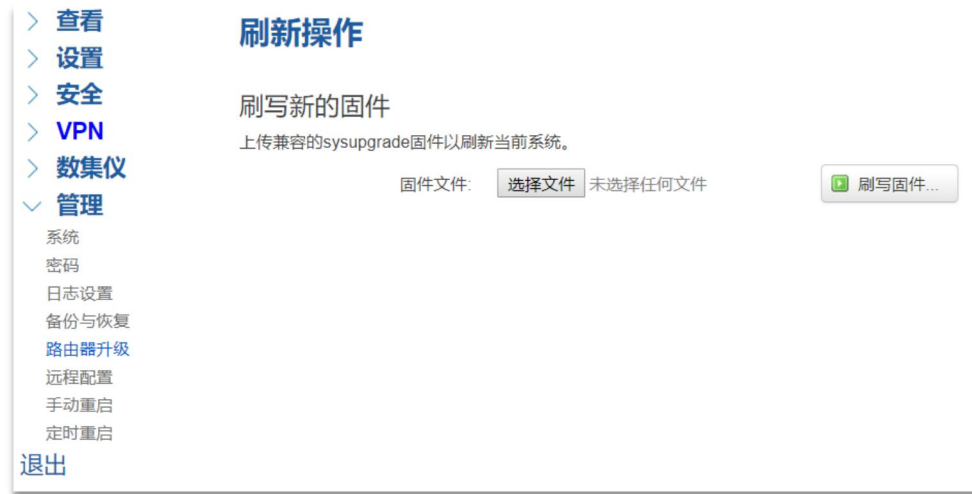 查看
设置
安全
VPN
数集仪
管理
系统
密码
日志设置
备份与恢复
路由器升级
远程配置
手动重启
定时重启
退出
刷新操作
刷写新的固件
上传兼容的sysupgrade固件以刷新当前系统。
固件文件: 选择文件 未选择任何文件 刷写固件...